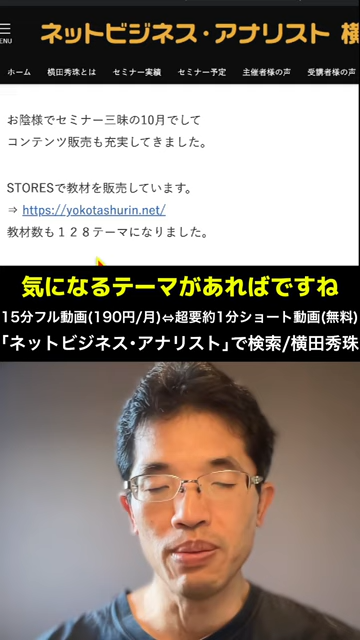 ネットビジネス・アナリスト 横
ENU
ホーム 横田秀珠とは セミナー実績 セミナー予定 主催者様の声 受講者様の声
お陰様でセミナー三昧の10月でして
コンテンツ販売も充実してきました。
STORESで教材を販売しています。
⇒ https://yokotashurin.net/
教材数も１２８テーマになりました。
気になるテーマがあればですね
15分フル動画(190円/月)⇔超要約1分ショート動画(無料)
「ネットビジネス・アナリスト」で検索/横田秀珠